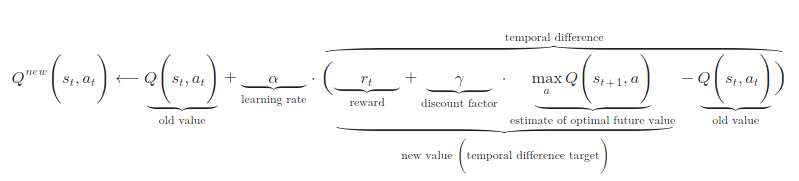 temporal difference
Q^{new}(s_t, a_t) ⟵ Q(s_t, a_t) + α · (r_t + γ · max_a Q(s_{t+1}, a) − Q(s_t, a_t))
old value learning rate reward discount factor estimate of optimal future value old value
new value (temporal difference target)